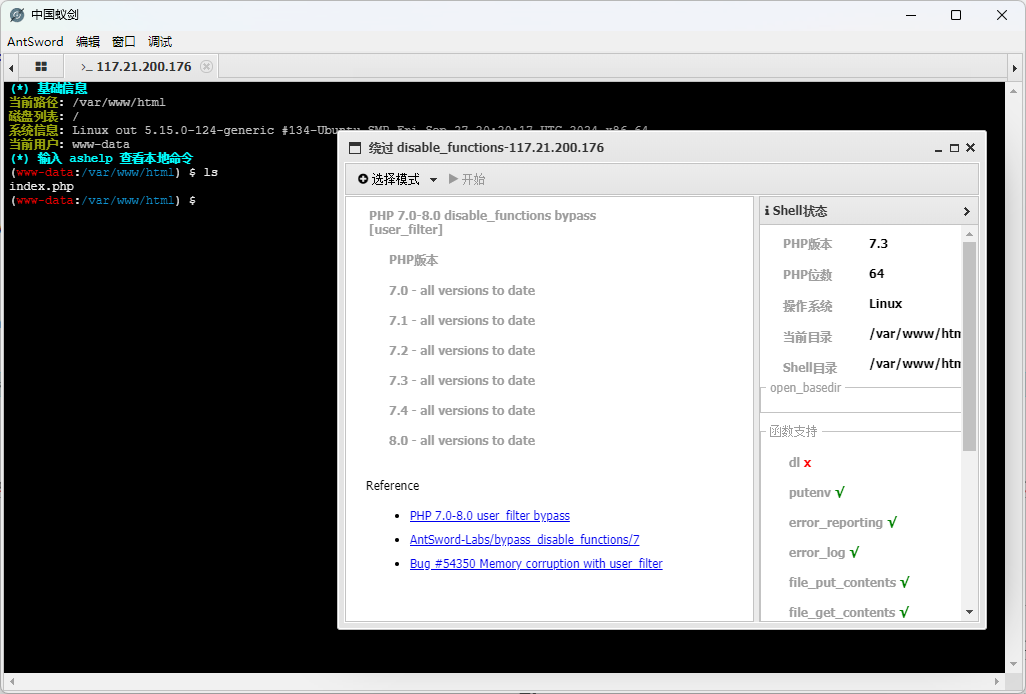 中国蚁剑
AntSword 编辑 窗口 调试
>_ 117.21.200.176
(*) 基础信息
当前路径: /var/www/html
磁盘列表: /
系统信息: Linux out 5.15.0-124-generic #134-Ubuntu SMP Fri Sep 27 20:20:17 UTC 2024 x86_64
当前用户: www-data
(*) 输入 ashelp 查看本地命令
(www-data:/var/www/html) $ ls
index.php
(www-data:/var/www/html) $
绕过 disable_functions-117.21.200.176
选择模式 开始
PHP 7.0-8.0 disable_functions bypass
[user_filter]
PHP版本
7.0 - all versions to date
7.1 - all versions to date
7.2 - all versions to date
7.3 - all versions to date
7.4 - all versions to date
8.0 - all versions to date
Reference
PHP 7.0-8.0 user_filter bypass
AntSword-Labs/bypass_disable_functions/7
Bug #54350 Memory corruption with user_filter
Shell状态
PHP版本 7.3
PHP位数 64
操作系统 Linux
当前目录 /var/www/htm
Shell目录 /var/www/htm
open_basedir
函数支持
dl x
putenv √
error_reporting √
error_log √
file_put_contents √
file_get_contents √